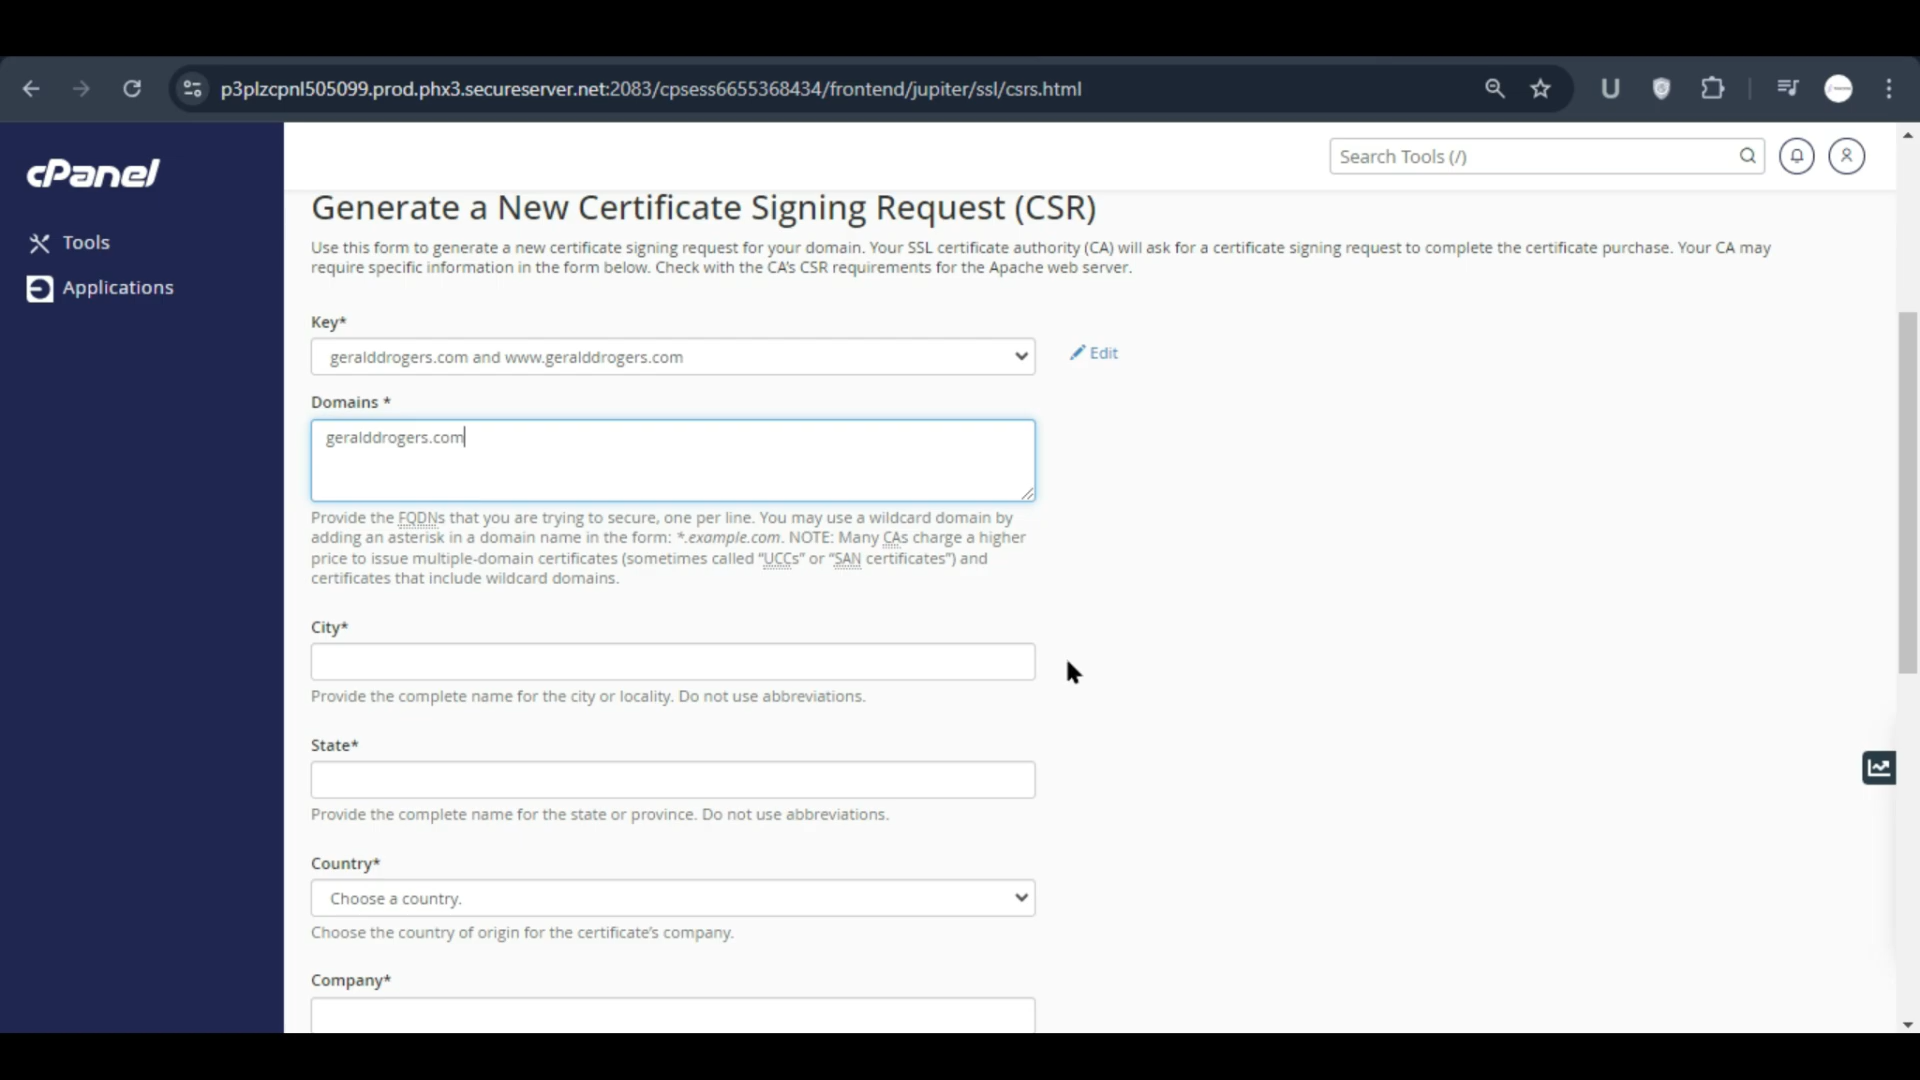 p3plzcpnl505099.prod.phx3.secureserver.net:2083/cpsess6655368434/frontend/jupiter/ssl/csrs.html
cPanel
Search Tools (/)
Tools
Applications
Generate a New Certificate Signing Request (CSR)
Use this form to generate a new certificate signing request for your domain. Your SSL certificate authority (CA) will ask for a certificate signing request to complete the certificate purchase. Your CA may
require specific information in the form below. Check with the CA's CSR requirements for the Apache web server.
Key*
geralddrogers.com and www.geralddrogers.com
Edit
Domains *
geralddrogers.com
Provide the FQDNs that you are trying to secure, one per line. You may use a wildcard domain by
adding an asterisk in a domain name in the form: *.example.com. NOTE: Many CAs charge a higher
price to issue multiple-domain certificates (sometimes called “UCCs” or “SAN certificates”) and
certificates that include wildcard domains.
City*
Provide the complete name for the city or locality. Do not use abbreviations.
State*
Provide the complete name for the state or province. Do not use abbreviations.
Country*
Choose a country.
Choose the country of origin for the certificate's company.
Company*